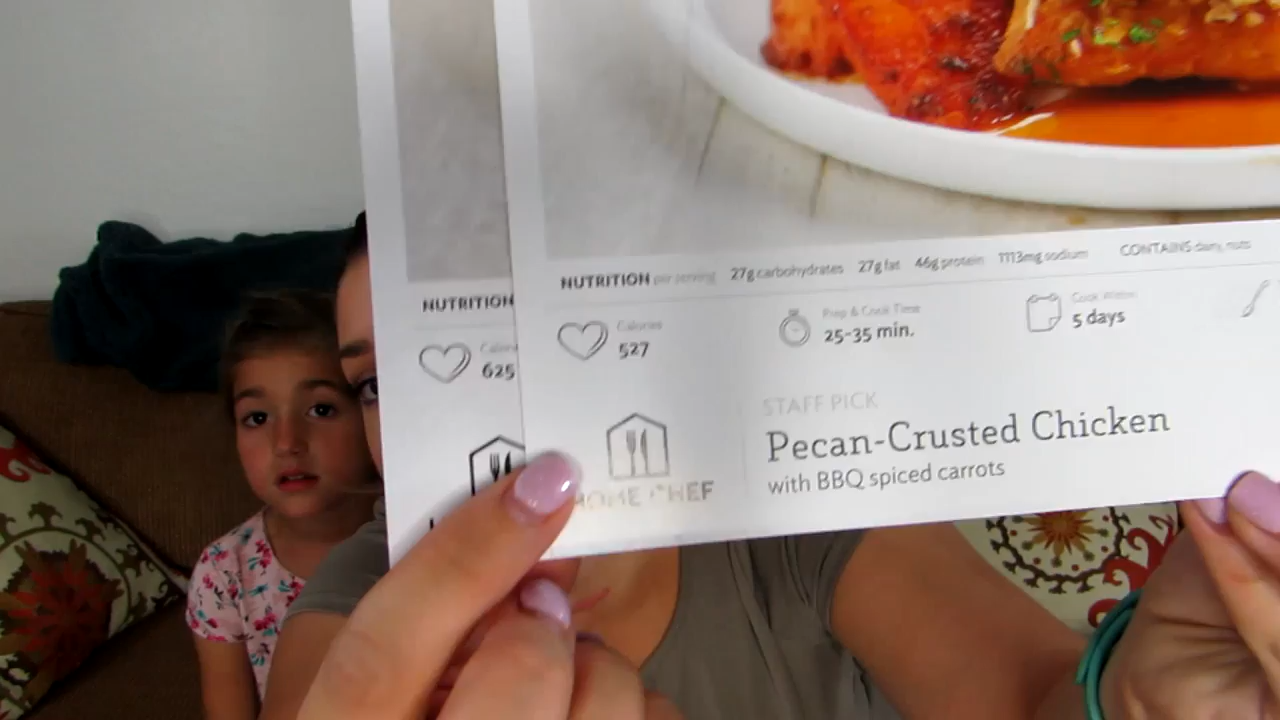 NUTRITION
Calories
625
NUTRITION per serving 27g carbohydrates 27g fat 46g protein 1113mg sodium CONTAINS dairy, nuts
Calories
527
Prep & Cook Time
25-35 min.
Cook Within
5 days
HOME CHEF
STAFF PICK
Pecan-Crusted Chicken
with BBQ spiced carrots